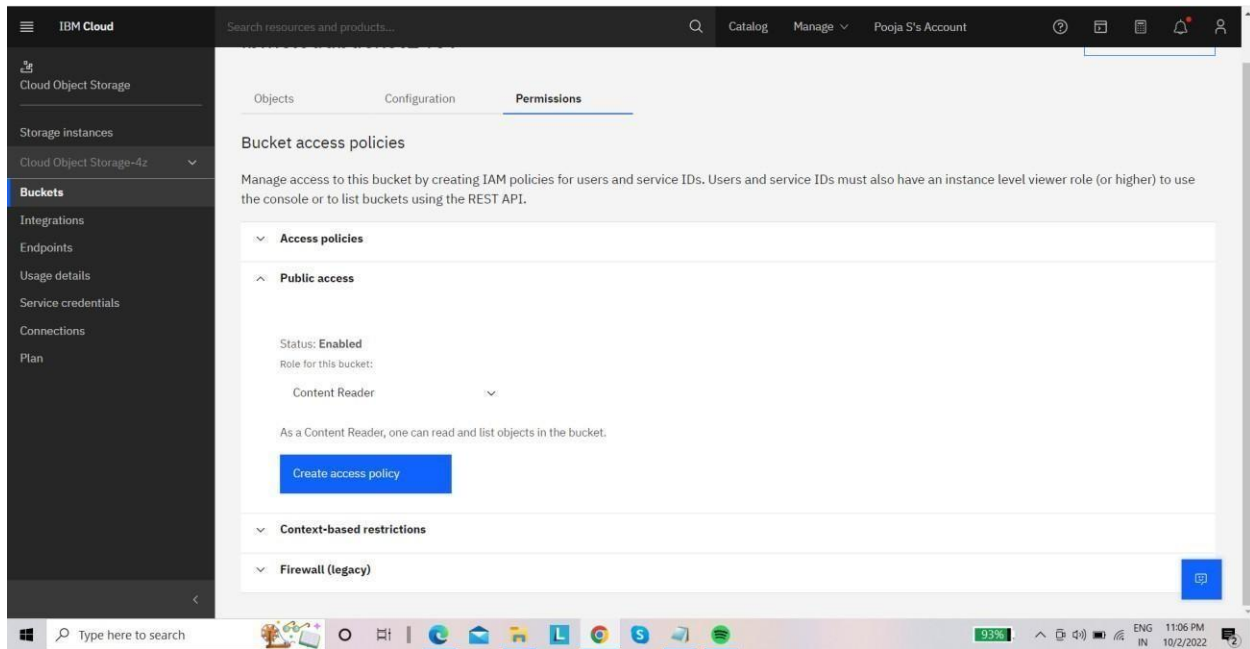 IBM Cloud
Search resources and products...
Catalog
Manage
Pooja S's Account
Cloud Object Storage
Storage instances
Cloud Object Storage-4z
Buckets
Integrations
Endpoints
Usage details
Service credentials
Connections
Plan
Objects
Configuration
Permissions
Bucket access policies
Manage access to this bucket by creating IAM policies for users and service IDs. Users and service IDs must also have an instance level viewer role (or higher) to use
the console or to list buckets using the REST API.
Access policies
Public access
Status: Enabled
Role for this bucket:
Content Reader
As a Content Reader, one can read and list objects in the bucket.
Create access policy
Context-based restrictions
Firewall (legacy)
Type here to search
L
S
93%
ENG
IN
11:06 PM
10/2/2022
2